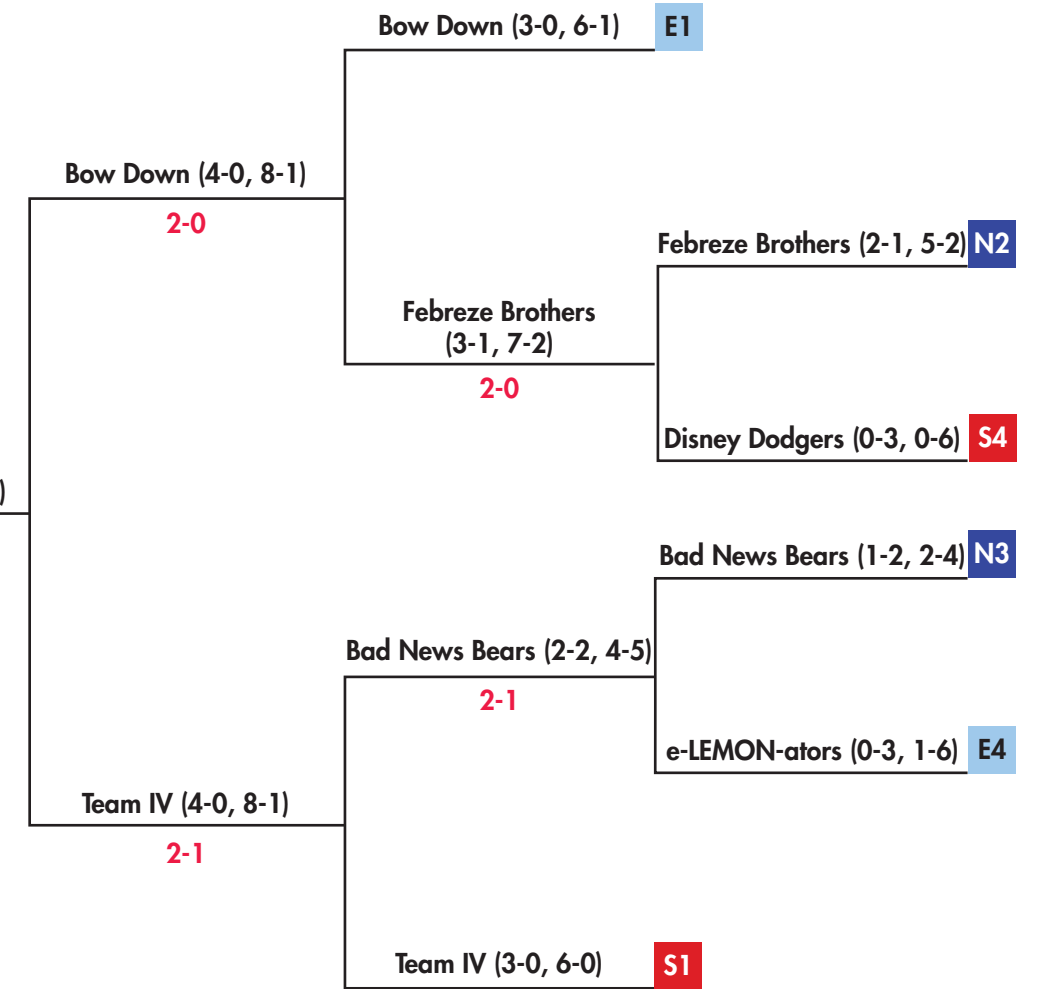 Bow Down (3-0, 6-1) E1
Bow Down (4-0, 8-1)
2-0
Febreze Brothers (2-1, 5-2) N2
Febreze Brothers
(3-1, 7-2)
2-0
Disney Dodgers (0-3, 0-6) S4
)
Bad News Bears (1-2, 2-4) N3
Bad News Bears (2-2, 4-5)
2-1
e-LEMON-ators (0-3, 1-6) E4
Team IV (4-0, 8-1)
2-1
Team IV (3-0, 6-0) S1